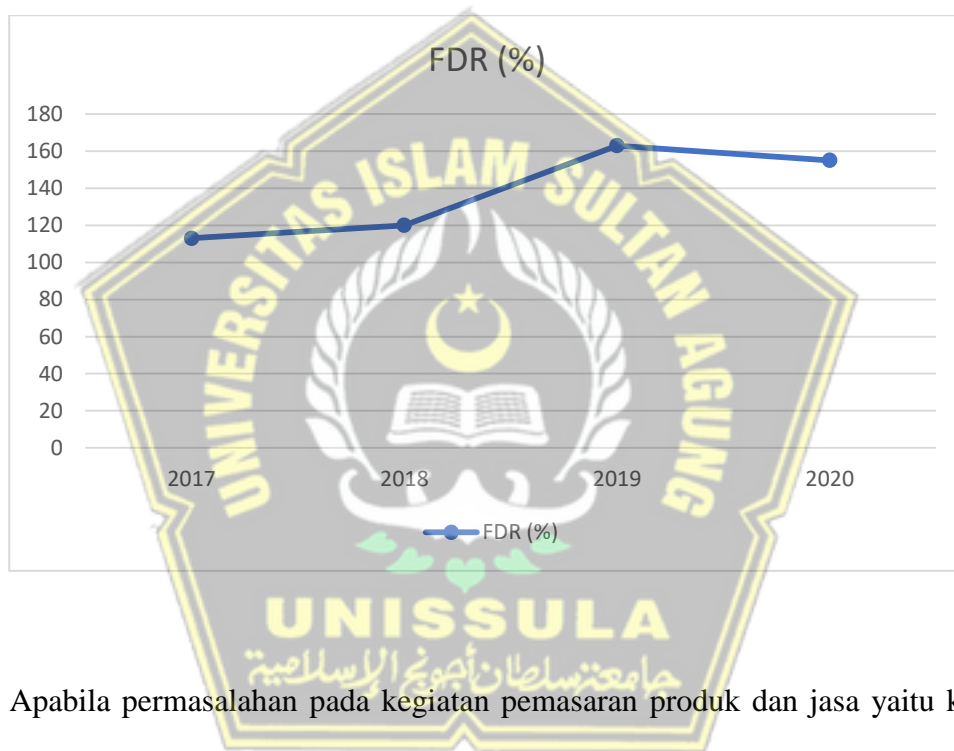 FDR (%)
180
160
140
120
100
80
60
40
20
0
2017 2018 2019 2020
FDR (%)
UNIVERSITAS ISLAM SULTAN AGUNG
UNISSULA
جامعتنسلطان أجونج الإسلامية
Apabila permasalahan pada kegiatan pemasaran produk dan jasa yaitu k